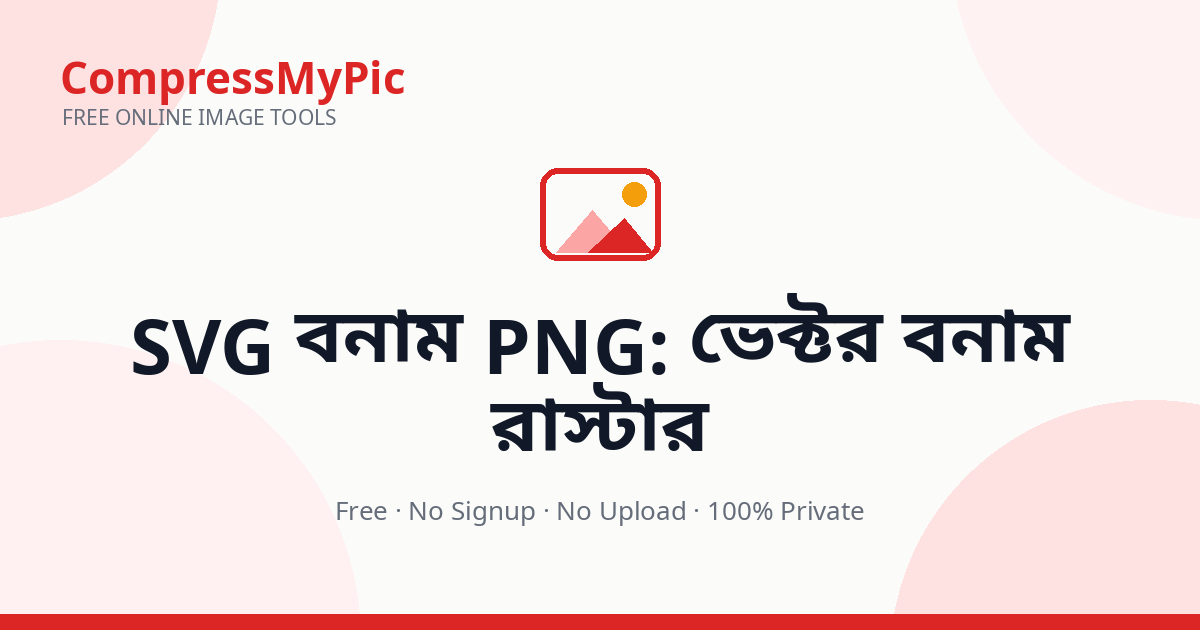 CompressMyPic
FREE ONLINE IMAGE TOOLS
SVG বনাম PNG: ভেক্টর বনাম
রাস্টার
Free · No Signup · No Upload · 100% Private